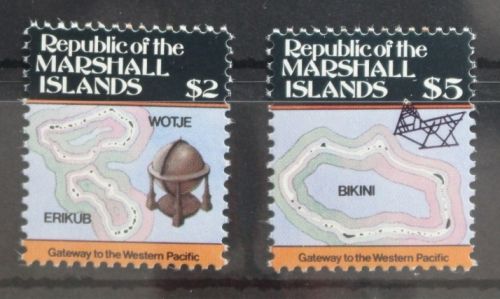 Republic of the
MARSHALL
ISLANDS $2
WOTJE
ERIKUB
Gateway to the Western Pacific
Republic of the
MARSHALL
ISLANDS $5
BIKINI
Gateway to the Western Pacific